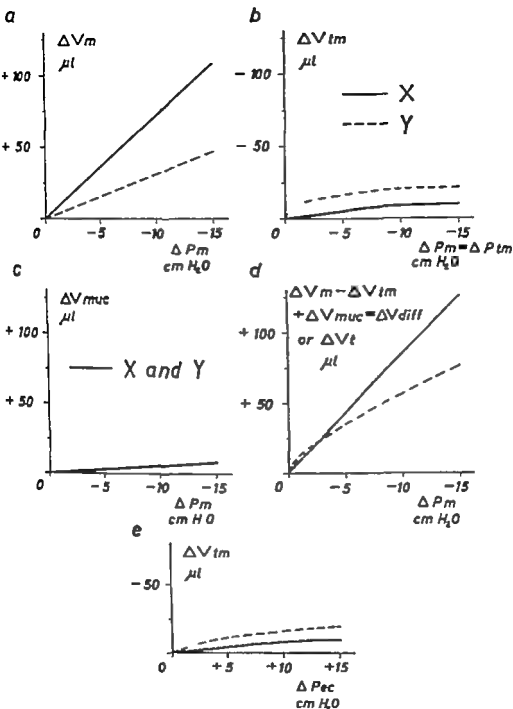 a
ΔVm
μl
+ 100
+ 50
0
-5
-10
-15
ΔPm
cm H₂O
b
ΔVtm
μl
- 100
- 50
X
Y
0
-5
-10
-15
ΔPm=ΔPtm
cm H₂O
c
ΔVmuc
μl
+ 100
+ 50
X and Y
0
-5
-10
-15
ΔPm
cm H O
d
ΔVm-ΔVtm
+ΔVmuc=ΔVdiff
or ΔVt
μl
+ 100
+ 50
0
-5
-10
-15
ΔPm
cm H₂O
e
ΔVtm
μl
- 50
0
+5
+10
+15
ΔPec
cm H₂O